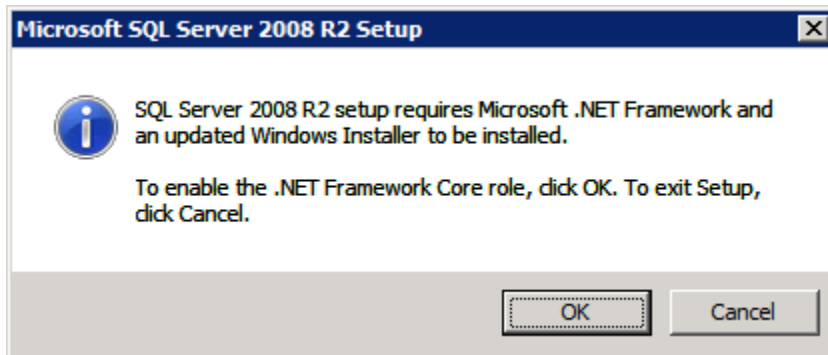 Microsoft SQL Server 2008 R2 Setup
SQL Server 2008 R2 setup requires Microsoft .NET Framework and
an updated Windows Installer to be installed.
To enable the .NET Framework Core role, click OK. To exit Setup,
click Cancel.
OK
Cancel